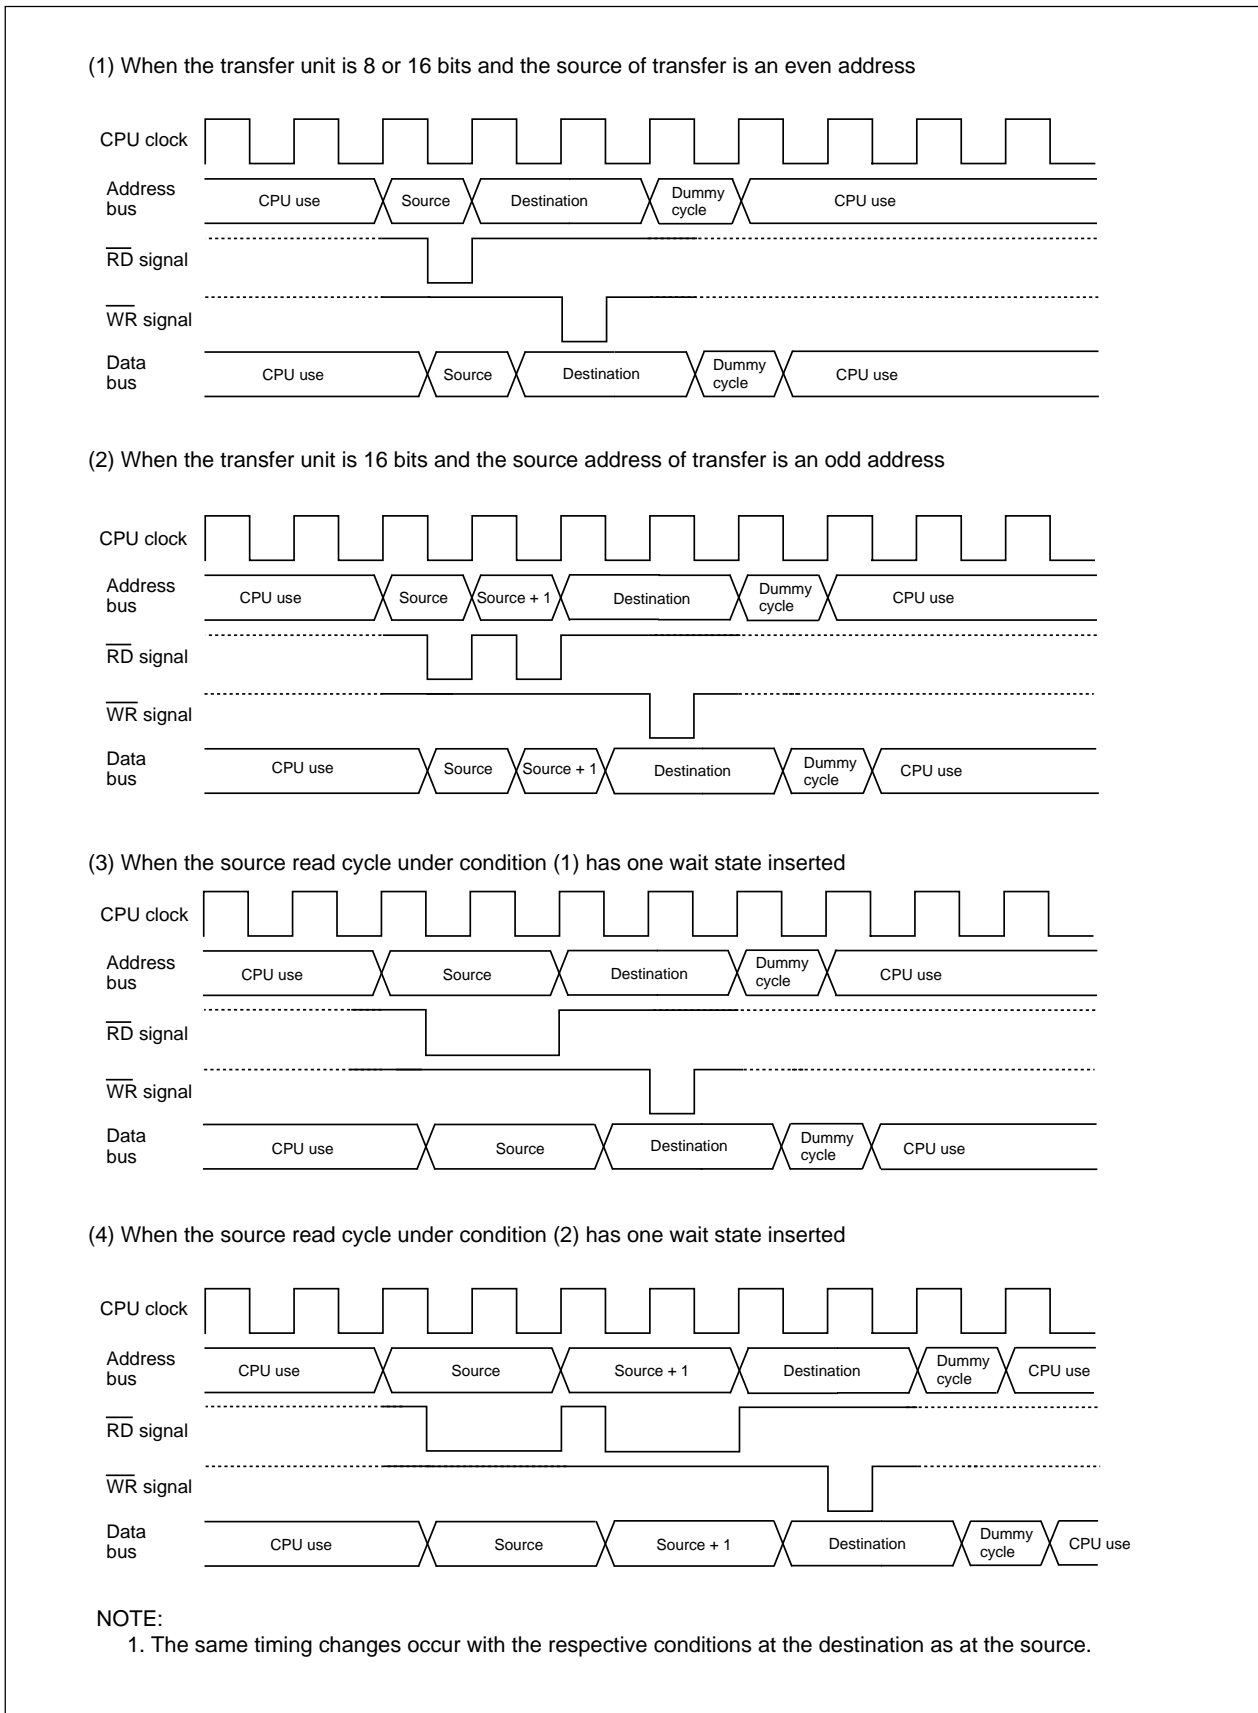 (1) When the transfer unit is 8 or 16 bits and the source of transfer is an even address
CPU clock
Address
bus
CPU use
Source
Destination
Dummy
cycle
CPU use
RD signal
WR signal
Data
bus
CPU use
Source
Destination
Dummy
cycle
CPU use
(2) When the transfer unit is 16 bits and the source address of transfer is an odd address
CPU clock
Address
bus
CPU use
Source
Source + 1
Destination
Dummy
cycle
CPU use
RD signal
WR signal
Data
bus
CPU use
Source
Source + 1
Destination
Dummy
cycle
CPU use
(3) When the source read cycle under condition (1) has one wait state inserted
CPU clock
Address
bus
CPU use
Source
Destination
Dummy
cycle
CPU use
RD signal
WR signal
Data
bus
CPU use
Source
Destination
Dummy
cycle
CPU use
(4) When the source read cycle under condition (2) has one wait state inserted
CPU clock
Address
bus
CPU use
Source
Source + 1
Destination
Dummy
cycle
CPU use
RD signal
WR signal
Data
bus
CPU use
Source
Source + 1
Destination
Dummy
cycle
CPU use
NOTE:
1. The same timing changes occur with the respective conditions at the destination as at the source.